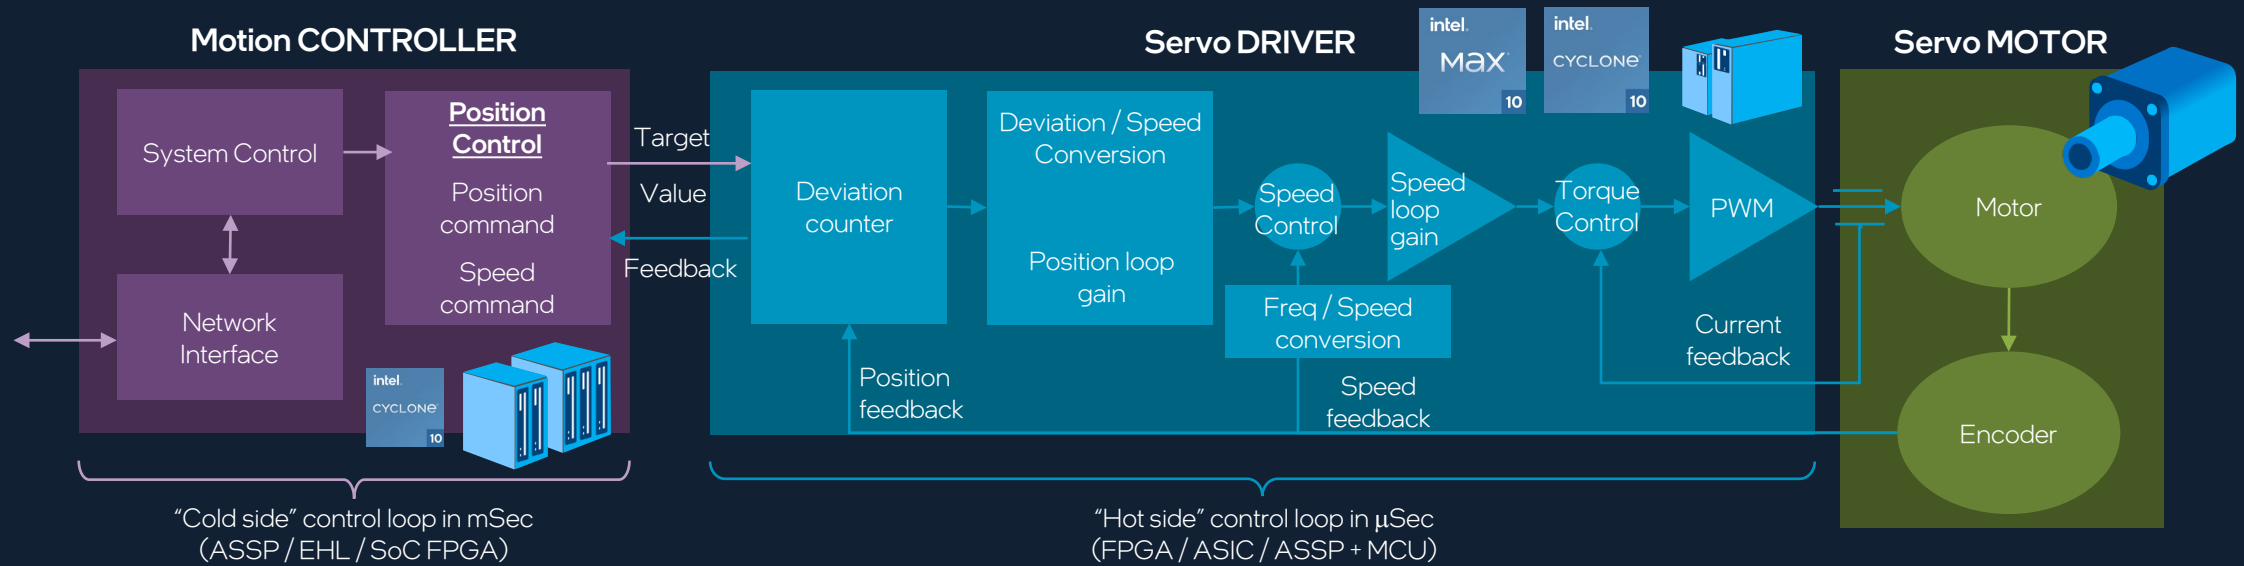 Motion CONTROLLER
System Control
Network
Interface
Position
Control
Position
command
Speed
command
intel.
CYCLONE
10
"Cold side" control loop in mSec
(ASSP / EHL / SoC FPGA)
Target
Value
Feedback
Servo DRIVER
intel.
MAX
10
intel.
CYCLONE
10
Deviation
counter
Deviation / Speed
Conversion
Position loop
gain
Speed
Control
Speed
loop
gain
Torque
Control
PWM
Freq / Speed
conversion
Position
feedback
Speed
feedback
Current
feedback
"Hot side" control loop in µSec
(FPGA / ASIC / ASSP + MCU)
Servo MOTOR
Motor
Encoder